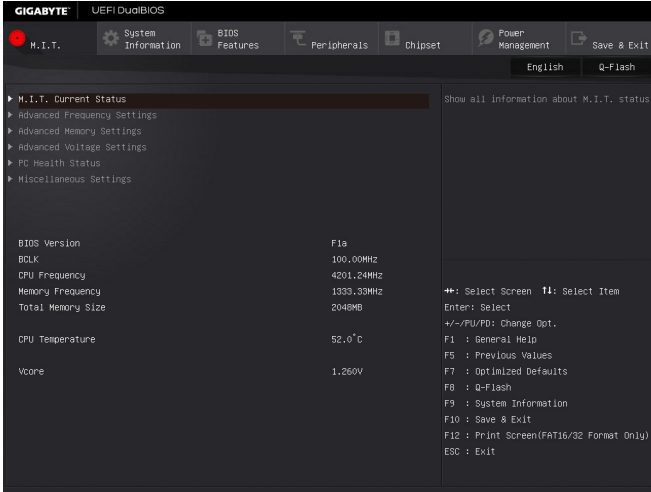 GIGABYTE™ UEFI DualBIOS
M.I.T.
System Information
BIOS Features
Peripherals
Chipset
Power Management
Save & Exit
English Q-Flash
M.I.T. Current Status
Advanced Frequency Settings
Advanced Memory Settings
Advanced Voltage Settings
PC Health Status
Miscellaneous Settings
Show all information about M.I.T. status
BIOS Version F1a
BCLK 100.00MHz
CPU Frequency 4201.24MHz
Memory Frequency 1333.33MHz
Total Memory Size 2048MB
CPU Temperature 52.0°C
Vcore 1.260V
→←: Select Screen ↑↓: Select Item
Enter: Select
+/-/PU/PD: Change Opt.
F1 : General Help
F5 : Previous Values
F7 : Optimized Defaults
F8 : Q-Flash
F9 : System Information
F10 : Save & Exit
F12 : Print Screen(FAT16/32 Format Only)
ESC : Exit